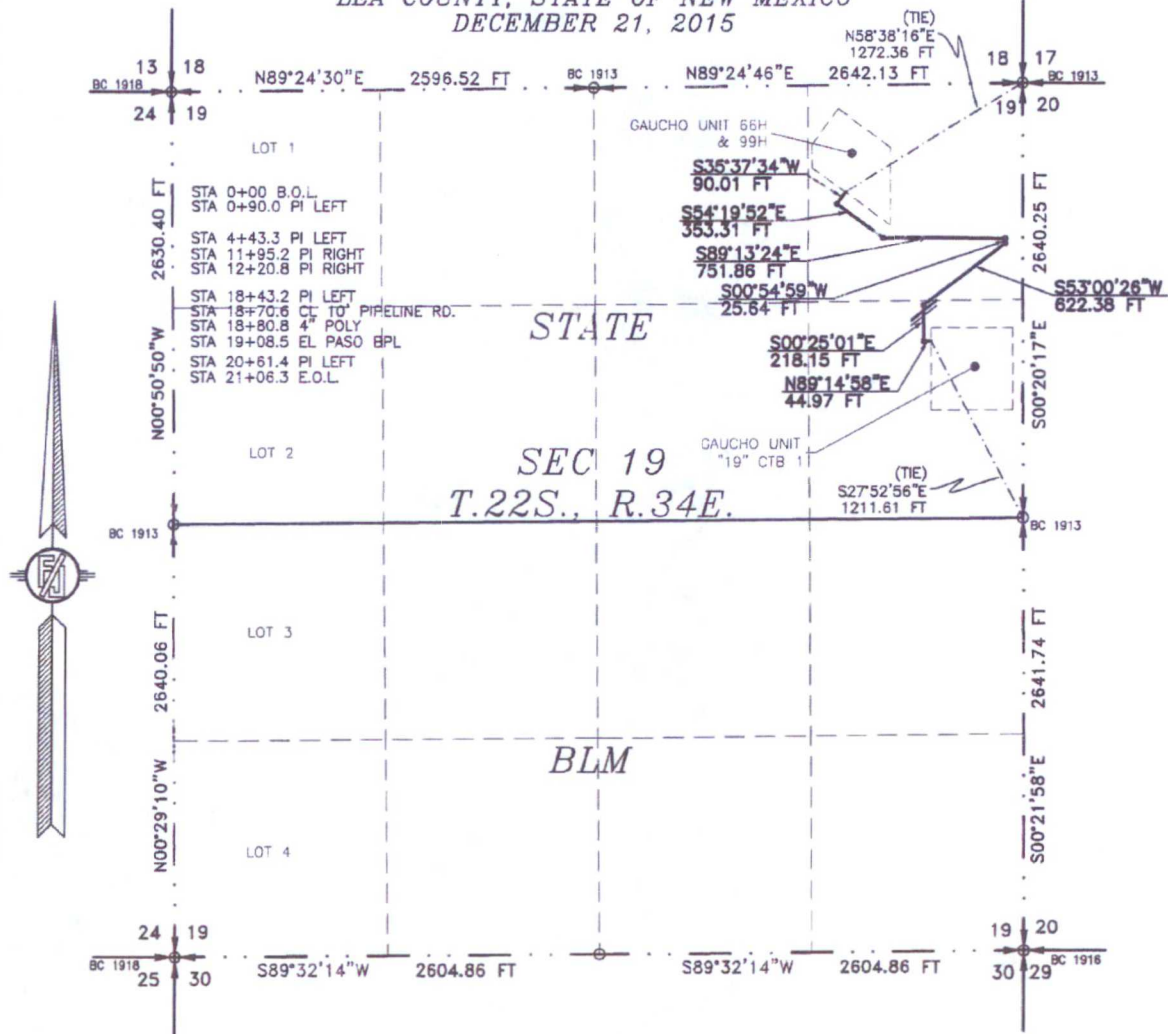 LEA COUNTY, STATE OF NEW MEXICO
DECEMBER 21, 2015
(TIE)
N58°38'16"E
1272.36 FT
13 18
BC 1918
24 19
N89°24'30"E 2596.52 FT
BC 1913
N89°24'46"E 2642.13 FT
18 17
BC 1913
19 20
LOT 1
GAUCHO UNIT 66H
& 99H
S35°37'34"W
90.01 FT
STA 0+00 B.O.L.
STA 0+90.0 PI LEFT
S54°19'52"E
353.31 FT
STA 4+43.3 PI LEFT
STA 11+95.2 PI RIGHT
STA 12+20.8 PI RIGHT
S89°13'24"E
751.86 FT
S00°54'59"W
25.64 FT
S53°00'26"W
622.38 FT
STA 18+43.2 PI LEFT
STA 18+70.6 CL 10' PIPELINE RD.
STA 18+80.8 4" POLY
STA 19+08.5 EL PASO BPL
STA 20+61.4 PI LEFT
STA 21+06.3 E.O.L.
2630.40 FT
N00°50'50"W
2640.25 FT
S00°20'17"E
STATE
S00°25'01"E
218.15 FT
N89°14'58"E
44.97 FT
LOT 2
GAUCHO UNIT
"19" CTB 1
SEC 19
T.22S., R.34E.
(TIE)
S27°52'56"E
1211.61 FT
BC 1913
BC 1913
EJ
LOT 3
2640.06 FT
N00°29'10"W
2641.74 FT
S00°21'58"E
BLM
LOT 4
24 19
BC 1918
25 30
S89°32'14"W 2604.86 FT
S89°32'14"W 2604.86 FT
19 20
BC 1916
30 29